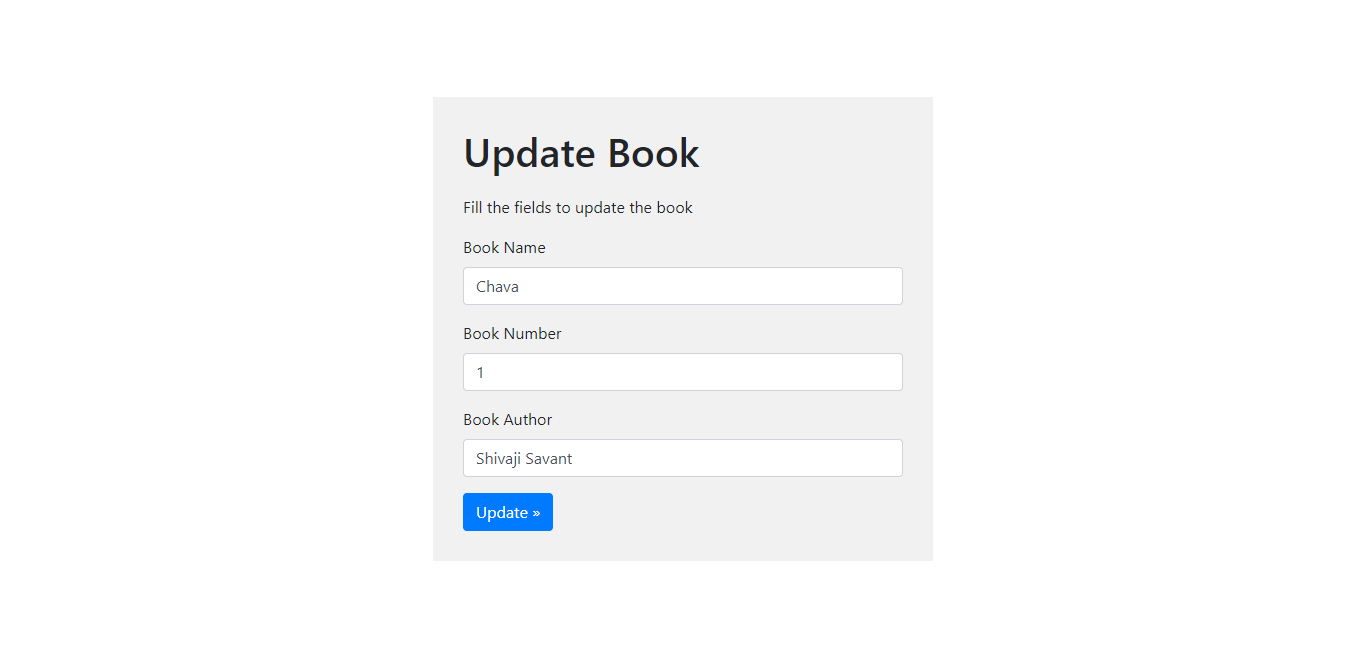 Update Book
Fill the fields to update the book
Book Name
Chava
Book Number
1
Book Author
Shivaji Savant
Update »